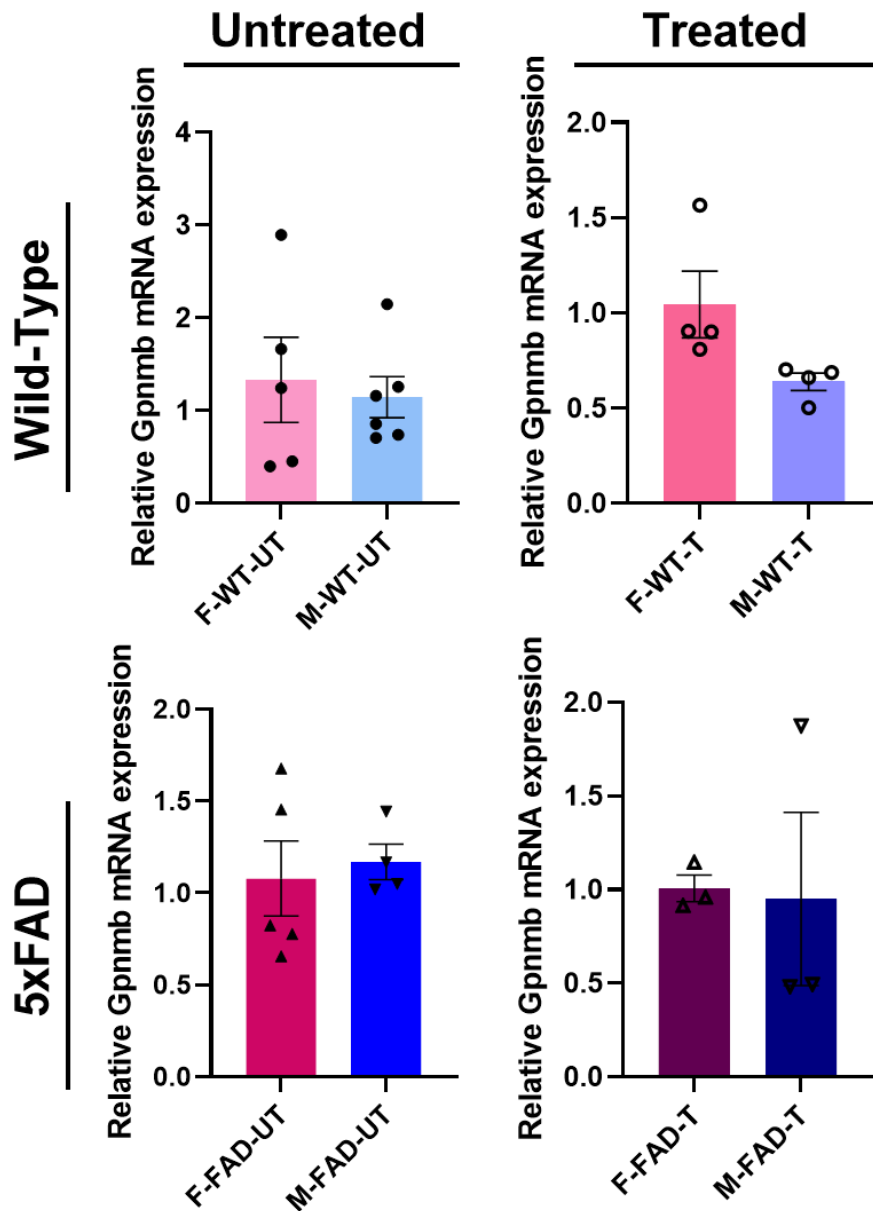 Untreated
Treated
Wild-Type
Relative Gpnmb mRNA expression
4
3
2
1
0
F-WT-UT
M-WT-UT
Relative Gpnmb mRNA expression
2.0
1.5
1.0
0.5
0.0
F-WT-T
M-WT-T
5xFAD
Relative Gpnmb mRNA expression
2.0
1.5
1.0
0.5
0.0
F-FAD-UT
M-FAD-UT
Relative Gpnmb mRNA expression
2.0
1.5
1.0
0.5
0.0
F-FAD-T
M-FAD-T